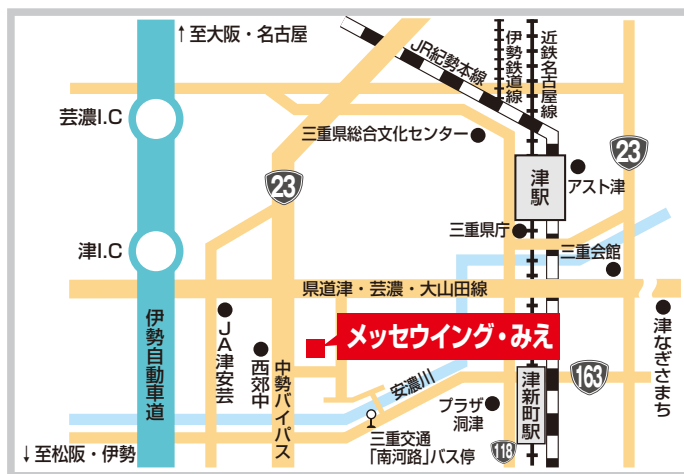 ↑至大阪・名古屋
芸濃I.C
津I.C
伊勢自動車道
↓至松阪・伊勢
JR紀勢本線
伊勢鉄道線
近鉄名古屋線
三重県総合文化センター
23
23
津駅
アスト津
三重県庁
三重会館
県道津・芸濃・大山田線
JA津安芸
西郊中
中勢バイパス
メッセウイング・みえ
津なぎさまち
安濃川
163
津新町駅
プラザ
洞津
118
三重交通
「南河路」バス停